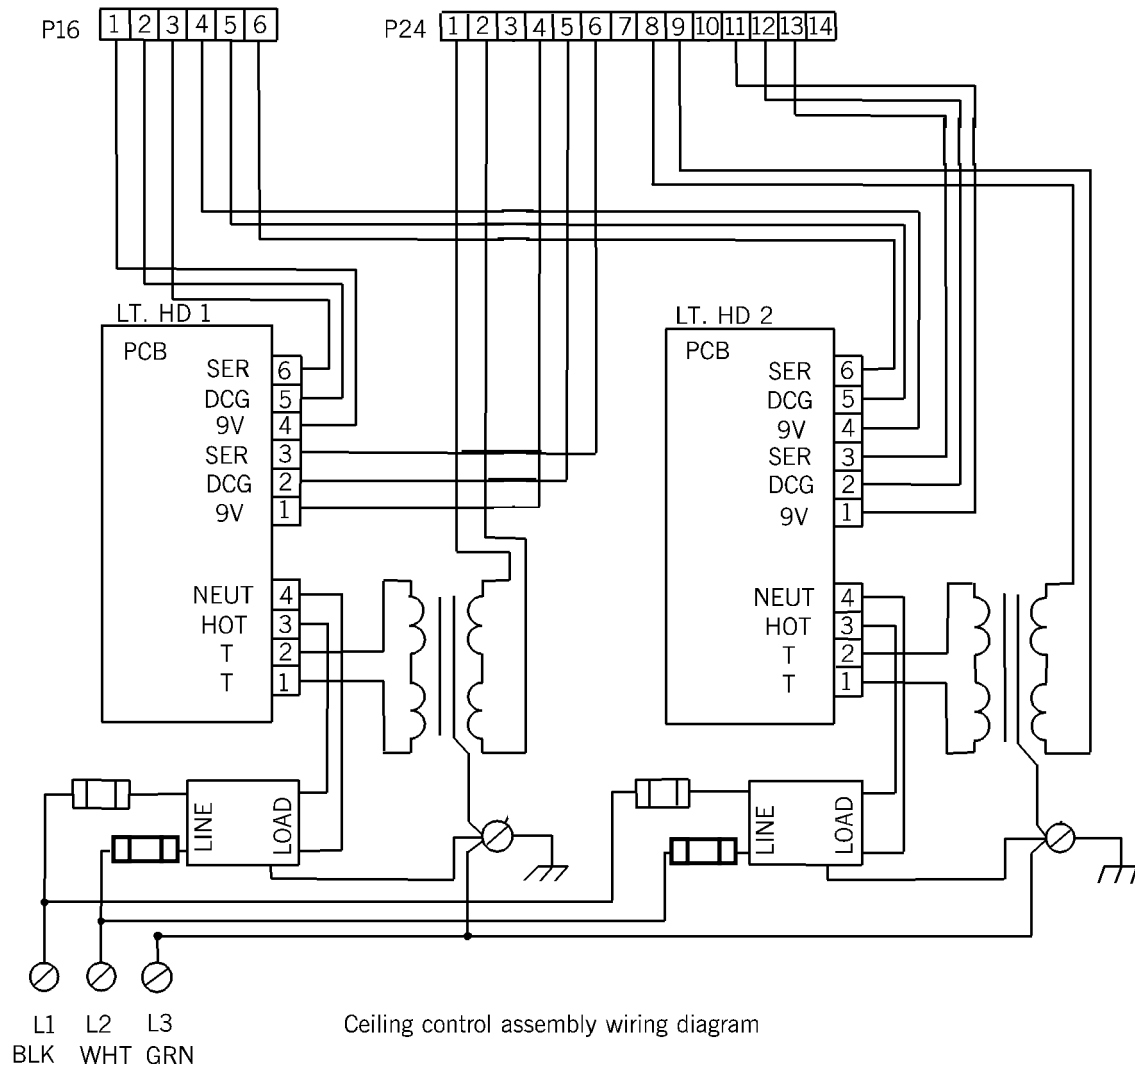 P16 1 2 3 4 5 6
P24 1 2 3 4 5 6 7 8 9 10 11 12 13 14
LT. HD 1
PCB
SER 6
DCG 5
9V 4
SER 3
DCG 2
9V 1
NEUT 4
HOT 3
T 2
T 1
LINE
LOAD
LT. HD 2
PCB
SER 6
DCG 5
9V 4
SER 3
DCG 2
9V 1
NEUT 4
HOT 3
T 2
T 1
LINE
LOAD
L1 L2 L3
BLK WHT GRN
Ceiling control assembly wiring diagram